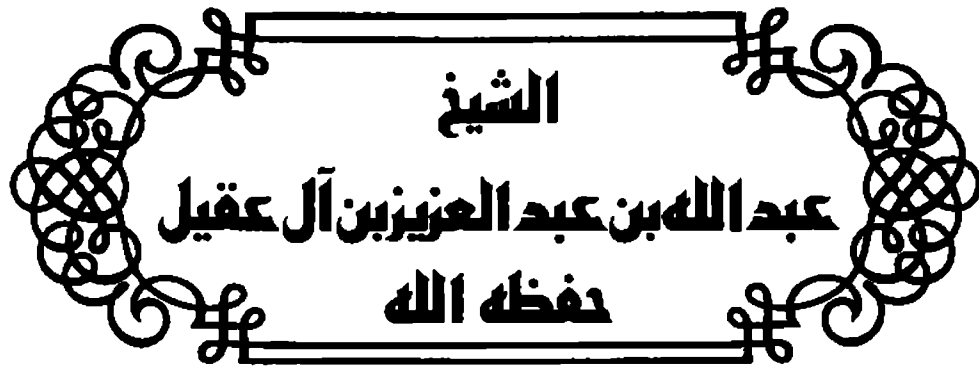 الشيخ
عبد الله بن عبد العزيز بن آل عقيل
حفظه الله